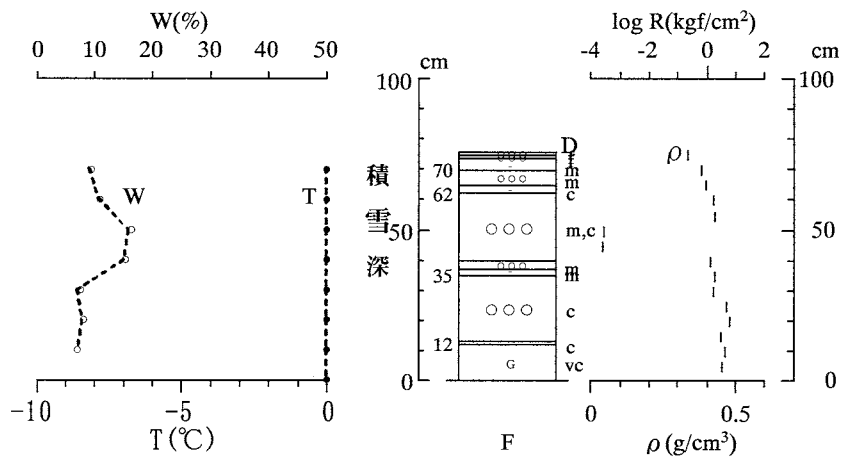 W(%)
0 10 20 30 40 50
T
W
-10 -5 0
T(℃)
積雪深
cm
100
50
0
70
62
35
12
D
m
m
c
m,c
m
m
c
c
G
vc
F
log R(kgf/cm²)
-4 -2 0 2
cm
100
50
0
ρ
0 0.5
ρ (g/cm³)